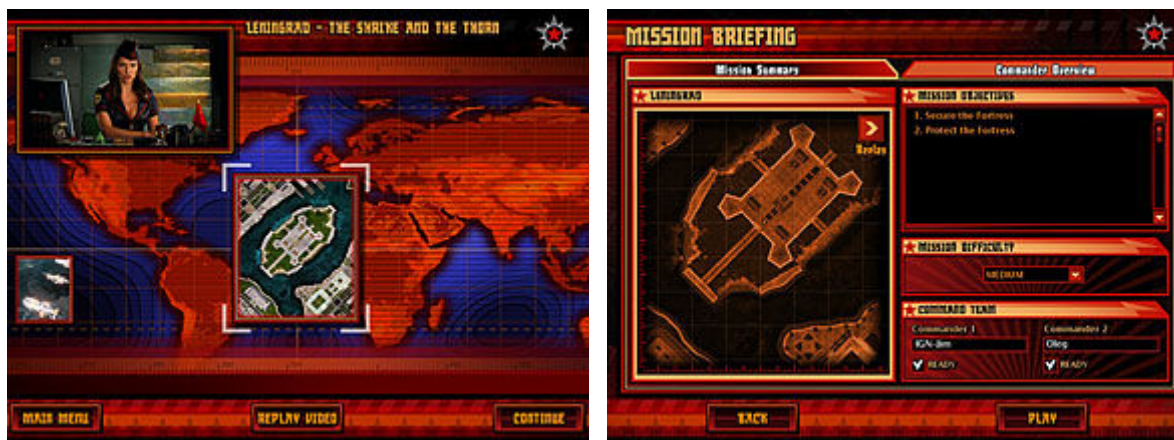 LENINGRAD - THE SHRIKE AND THE THORN
MAIN MENU
REPLAY VIDEO
CONTINUE
MISSION BRIEFING
Mission Summary
Commander Overview
LENINGRAD
Replay
MISSION OBJECTIVES
1. Secure the Fortress
2. Protect the Fortress
MISSION DIFFICULTY
MEDIUM
COMMAND TEAM
Commander 1
Commander 2
IGN-Jim
Oleg
READY
READY
BACK
PLAY